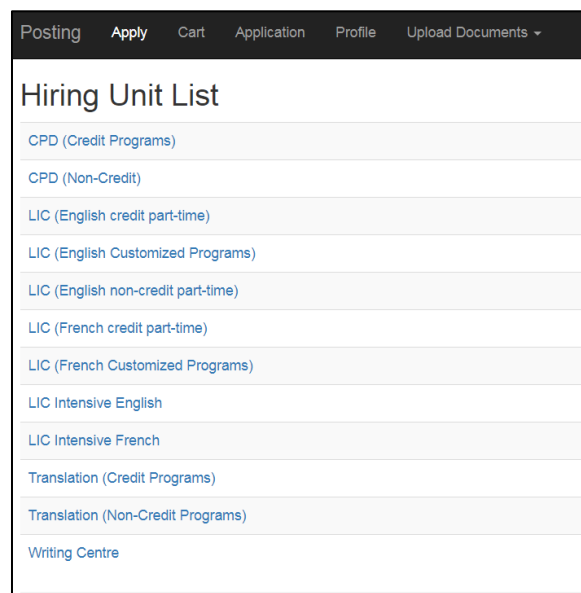 Posting Apply Cart Application Profile Upload Documents
Hiring Unit List
CPD (Credit Programs)
CPD (Non-Credit)
LIC (English credit part-time)
LIC (English Customized Programs)
LIC (English non-credit part-time)
LIC (French credit part-time)
LIC (French Customized Programs)
LIC Intensive English
LIC Intensive French
Translation (Credit Programs)
Translation (Non-Credit Programs)
Writing Centre